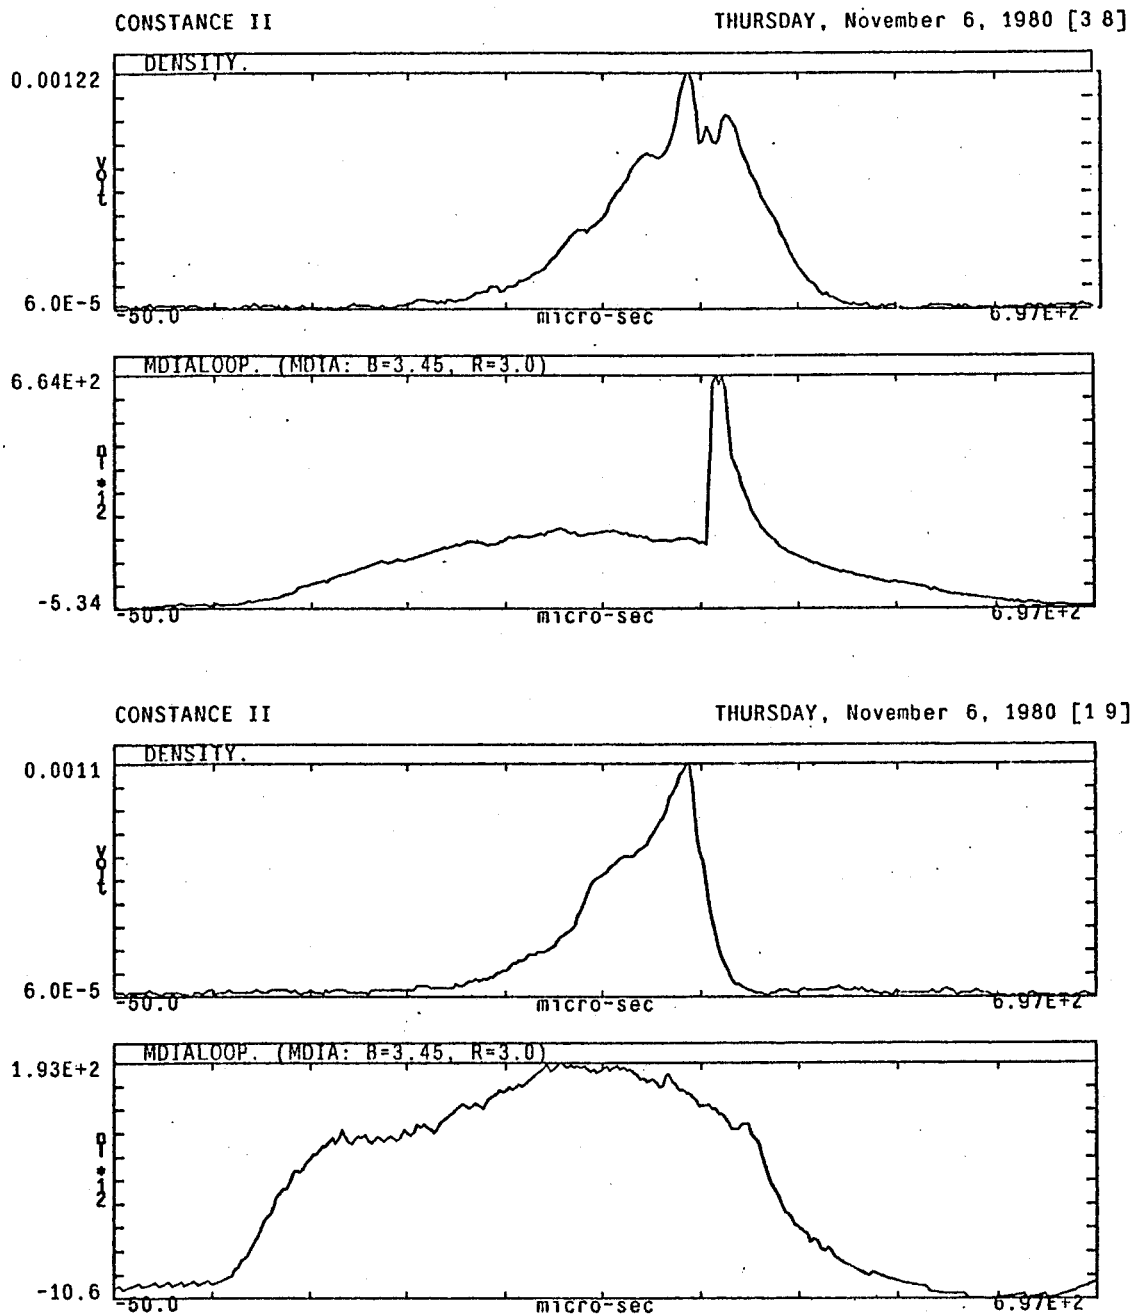 CONSTANCE II
THURSDAY, November 6, 1980 [3 8]
DENSITY.
0.00122
volt
6.0E-5
-50.0
micro-sec
6.97E+2
MDIALOOP. (MDIA: B=3.45, R=3.0)
6.64E+2
nT*12
-5.34
-50.0
micro-sec
6.97E+2
CONSTANCE II
THURSDAY, November 6, 1980 [1 9]
DENSITY.
0.0011
volt
6.0E-5
-50.0
micro-sec
6.97E+2
MDIALOOP. (MDIA: B=3.45, R=3.0)
1.93E+2
nT*12
-10.6
-50.0
micro-sec
6.97E+2